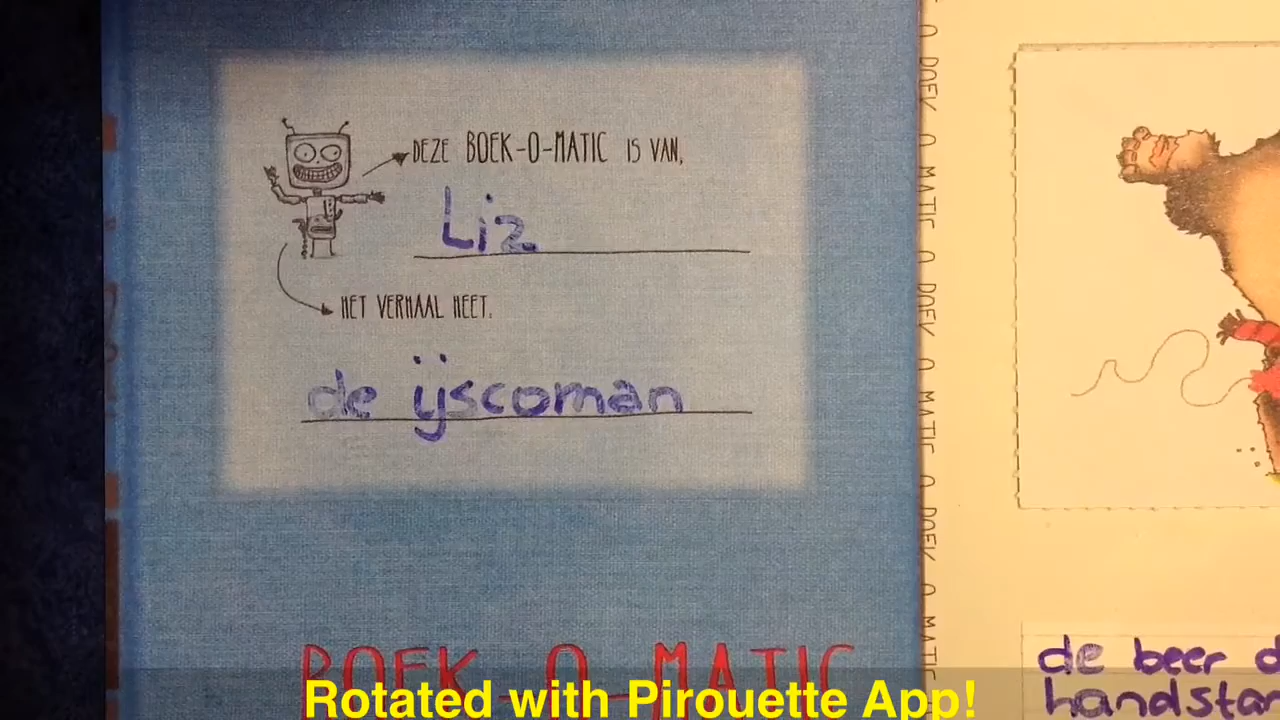 DEZE BOEK-O-MATIC IS VAN,
Liz
HET VERHAAL HEET,
de ijscoman
BOEK-O-MATIC
BOEK O MATIC O BOEK O MATIC O BOEK O MATIC
de beer d
handstan
Rotated with Pirouette App!